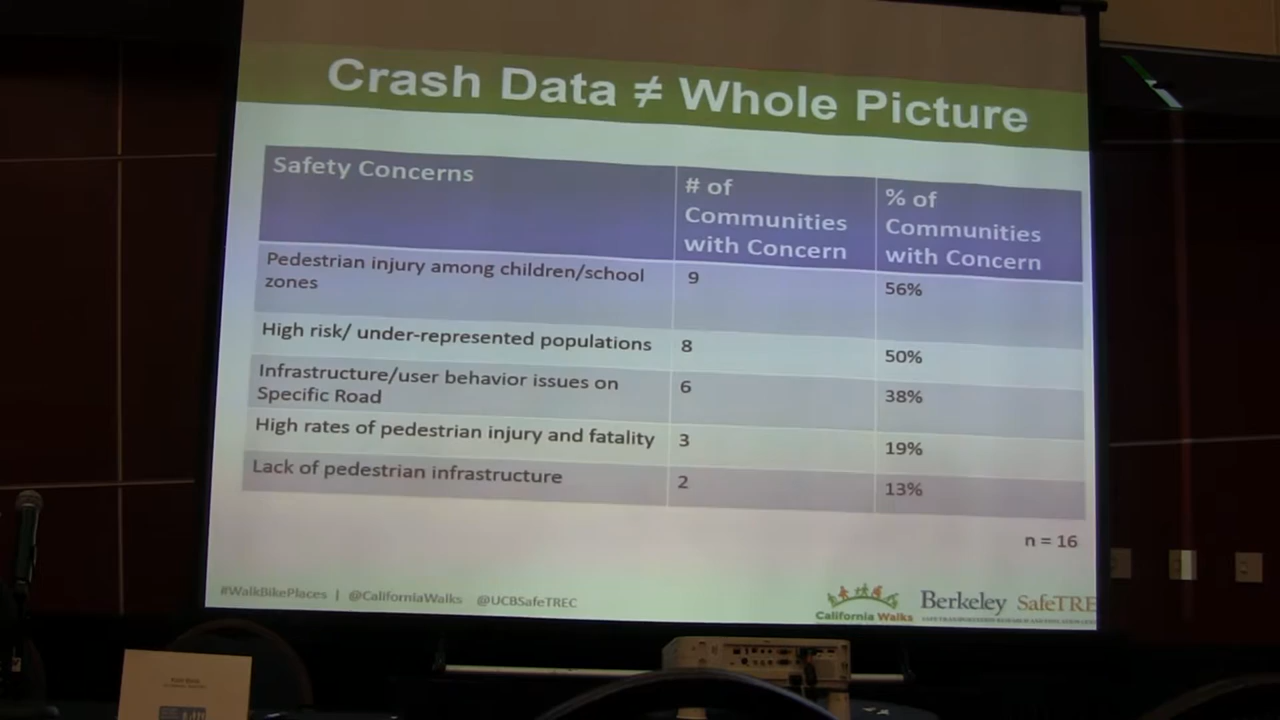 Crash Data ≠ Whole Picture
Safety Concerns
# of
Communities
with Concern
% of
Communities
with Concern
Pedestrian injury among children/school
zones
9
56%
High risk/ under-represented populations
8
50%
Infrastructure/user behavior issues on
Specific Road
6
38%
High rates of pedestrian injury and fatality
3
19%
Lack of pedestrian infrastructure
2
13%
n = 16
#WalkBikePlaces | @CaliforniaWalks @UCBSafeTREC
California Walks
Berkeley SafeTRE